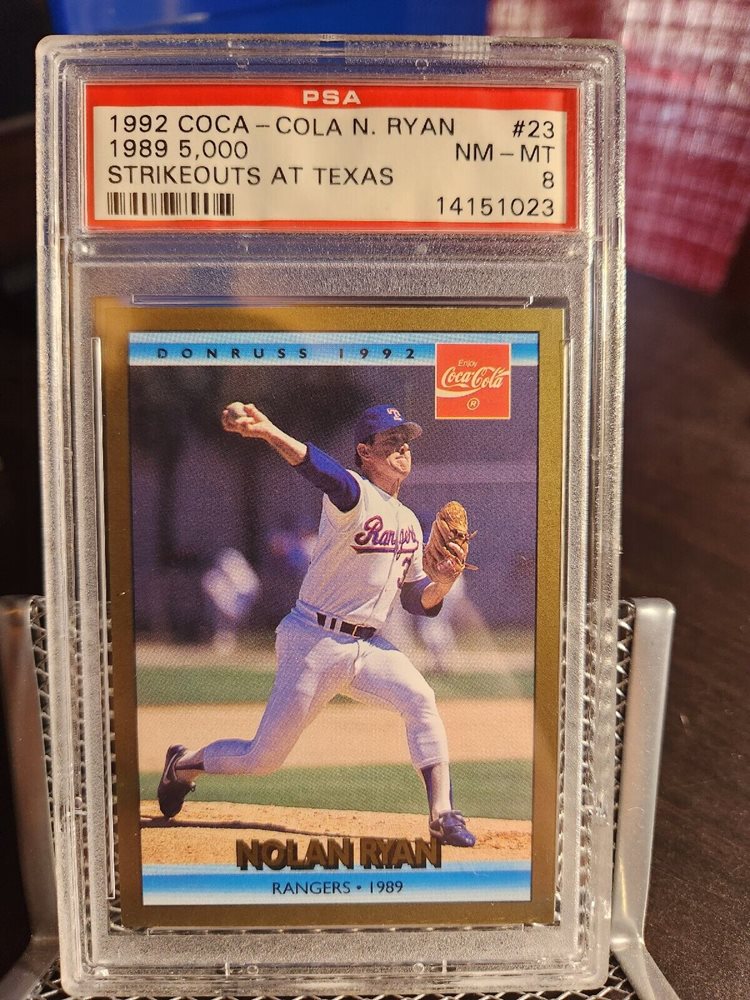 PSA
1992 COCA-COLA N. RYAN #23
1989 5,000 NM-MT
STRIKEOUTS AT TEXAS 8
14151023
DONRUSS 1992
Enjoy
Coca-Cola
®
T
Rangers
3
NOLAN RYAN
RANGERS • 1989